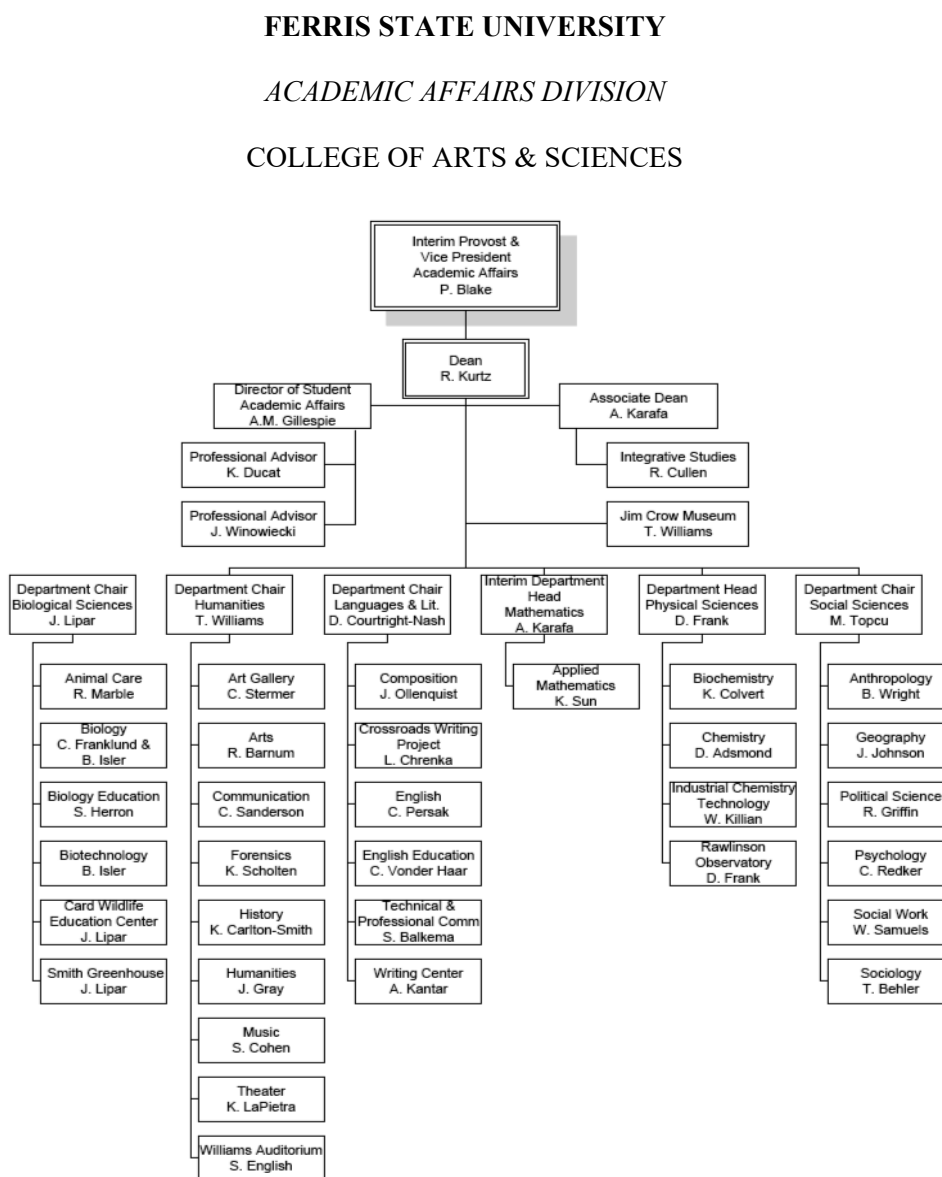 FERRIS STATE UNIVERSITY
ACADEMIC AFFAIRS DIVISION
COLLEGE OF ARTS & SCIENCES
Interim Provost &
Vice President
Academic Affairs
P. Blake
Dean
R. Kurtz
Director of Student
Academic Affairs
A.M. Gillespie
Associate Dean
A. Karafa
Professional Advisor
K. Ducat
Integrative Studies
R. Cullen
Professional Advisor
J. Winowiecki
Jim Crow Museum
T. Williams
Department Chair
Biological Sciences
J. Lipar
Department Chair
Humanities
T. Williams
Department Chair
Languages & Lit.
D. Courtright-Nash
Interim Department
Head
Mathematics
A. Karafa
Department Head
Physical Sciences
D. Frank
Department Chair
Social Sciences
M. Topcu
Animal Care
R. Marble
Biology
C. Franklund &
B. Isler
Biology Education
S. Herron
Biotechnology
B. Isler
Card Wildlife
Education Center
J. Lipar
Smith Greenhouse
J. Lipar
Art Gallery
C. Stermer
Arts
R. Barnum
Communication
C. Sanderson
Forensics
K. Scholten
History
K. Carlton-Smith
Humanities
J. Gray
Music
S. Cohen
Theater
K. LaPietra
Williams Auditorium
S. English
Composition
J. Ollenquist
Crossroads Writing
Project
L. Chrenka
English
C. Persak
English Education
C. Vonder Haar
Technical &
Professional Comm
S. Balkema
Writing Center
A. Kantar
Applied
Mathematics
K. Sun
Biochemistry
K. Colvert
Chemistry
D. Adsmond
Industrial Chemistry
Technology
W. Killian
Rawlinson
Observatory
D. Frank
Anthropology
B. Wright
Geography
J. Johnson
Political Science
R. Griffin
Psychology
C. Redker
Social Work
W. Samuels
Sociology
T. Behler